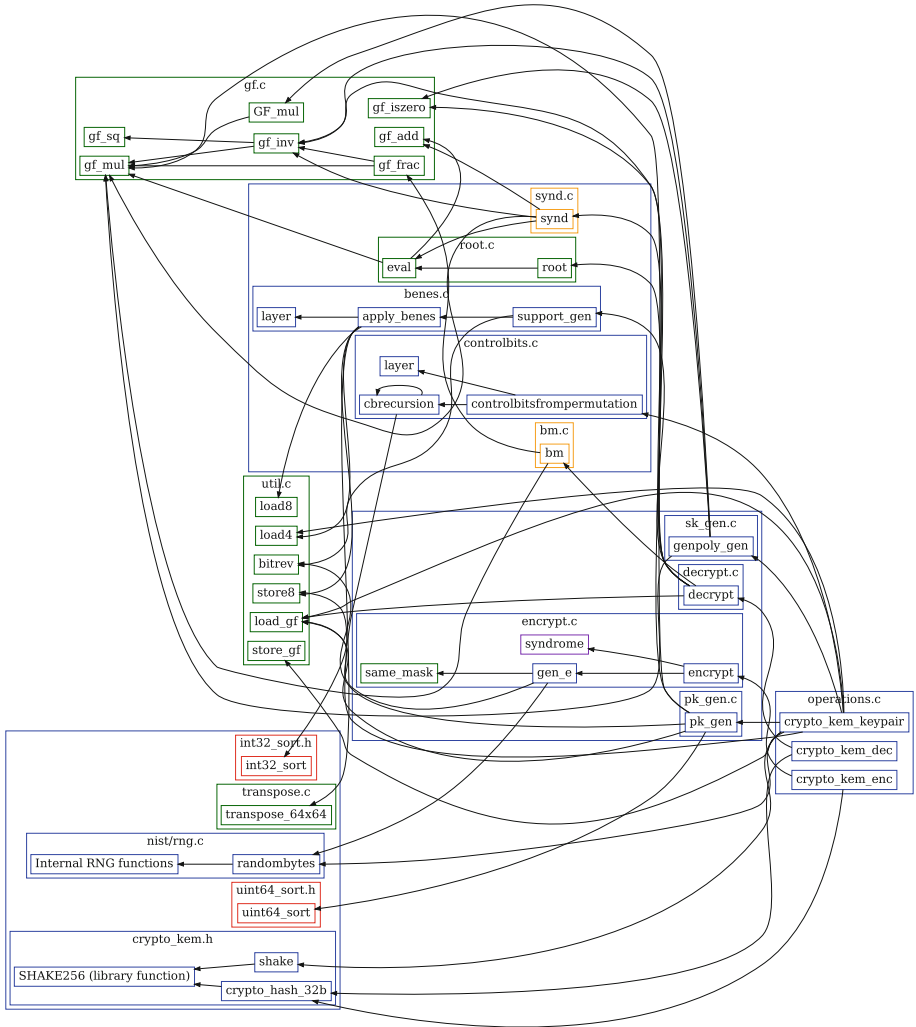 gf.c
GF_mul
gf_iszero
gf_sq
gf_inv
gf_add
gf_mul
gf_frac
synd.c
synd
root.c
eval
root
benes.c
layer
apply_benes
support_gen
controlbits.c
layer
cbrecursion
controlbitsfrompermutation
bm.c
bm
util.c
load8
load4
bitrev
store8
load_gf
store_gf
sk_gen.c
genpoly_gen
decrypt.c
decrypt
encrypt.c
syndrome
same_mask
gen_e
encrypt
pk_gen.c
pk_gen
operations.c
crypto_kem_keypair
crypto_kem_dec
crypto_kem_enc
int32_sort.h
int32_sort
transpose.c
transpose_64x64
nist/rng.c
Internal RNG functions
randombytes
uint64_sort.h
uint64_sort
crypto_kem.h
shake
SHAKE256 (library function)
crypto_hash_32b